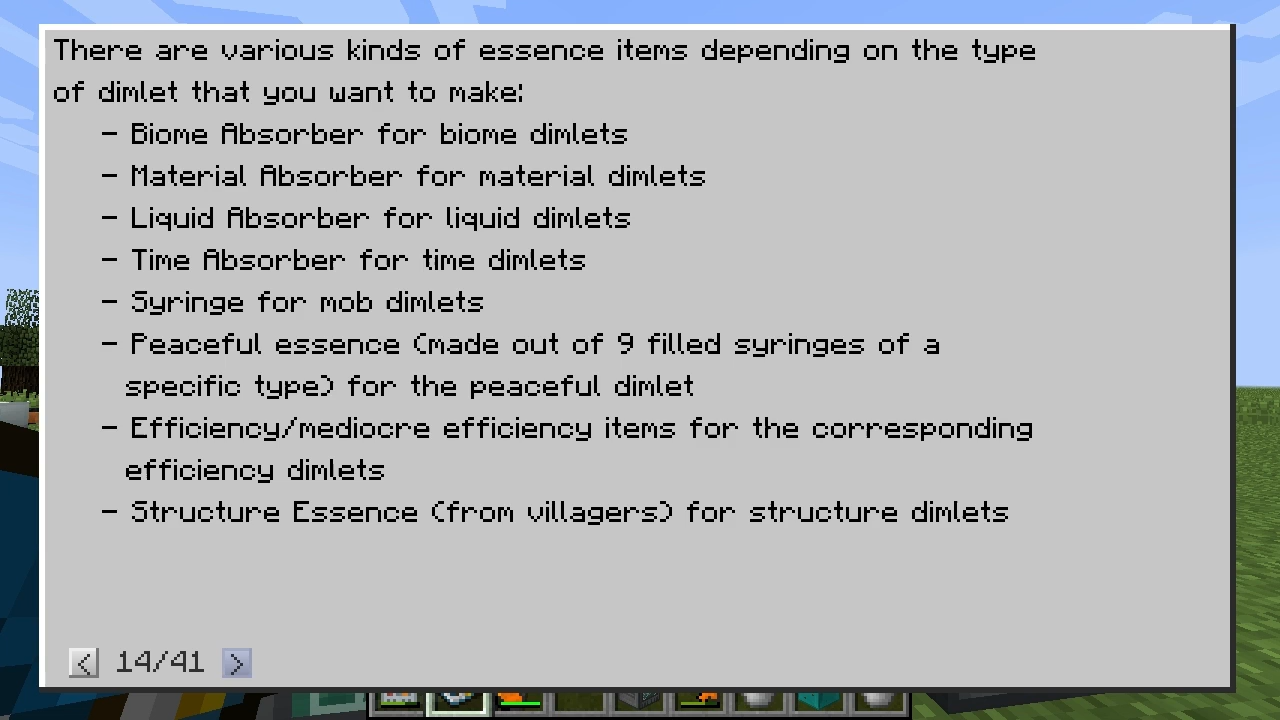 There are various kinds of essence items depending on the type
of dimlet that you want to make:
- Biome Absorber for biome dimlets
- Material Absorber for material dimlets
- Liquid Absorber for liquid dimlets
- Time Absorber for time dimlets
- Syringe for mob dimlets
- Peaceful essence (made out of 9 filled syringes of a
specific type) for the peaceful dimlet
- Efficiency/mediocre efficiency items for the corresponding
efficiency dimlets
- Structure Essence (from villagers) for structure dimlets
< 14/41 >